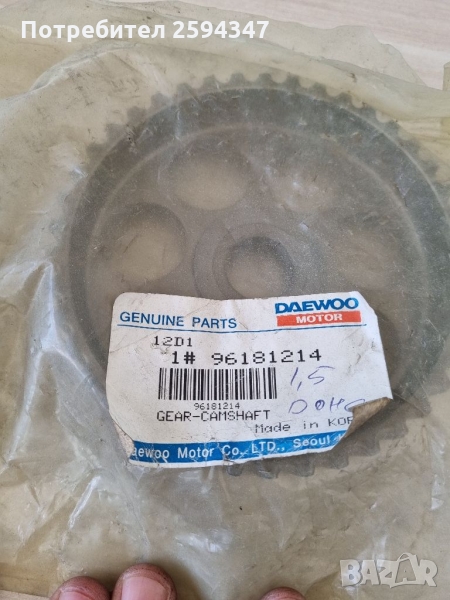 Потребител 2594347
GENUINE PARTS
DAEWOO
MOTOR
12D1
1# 96181214
96181214
1,5
GEAR-CAMSHAFT
DOHC
Made in KOR
aewoo Motor Co., LTD., Seoul
BAZAR